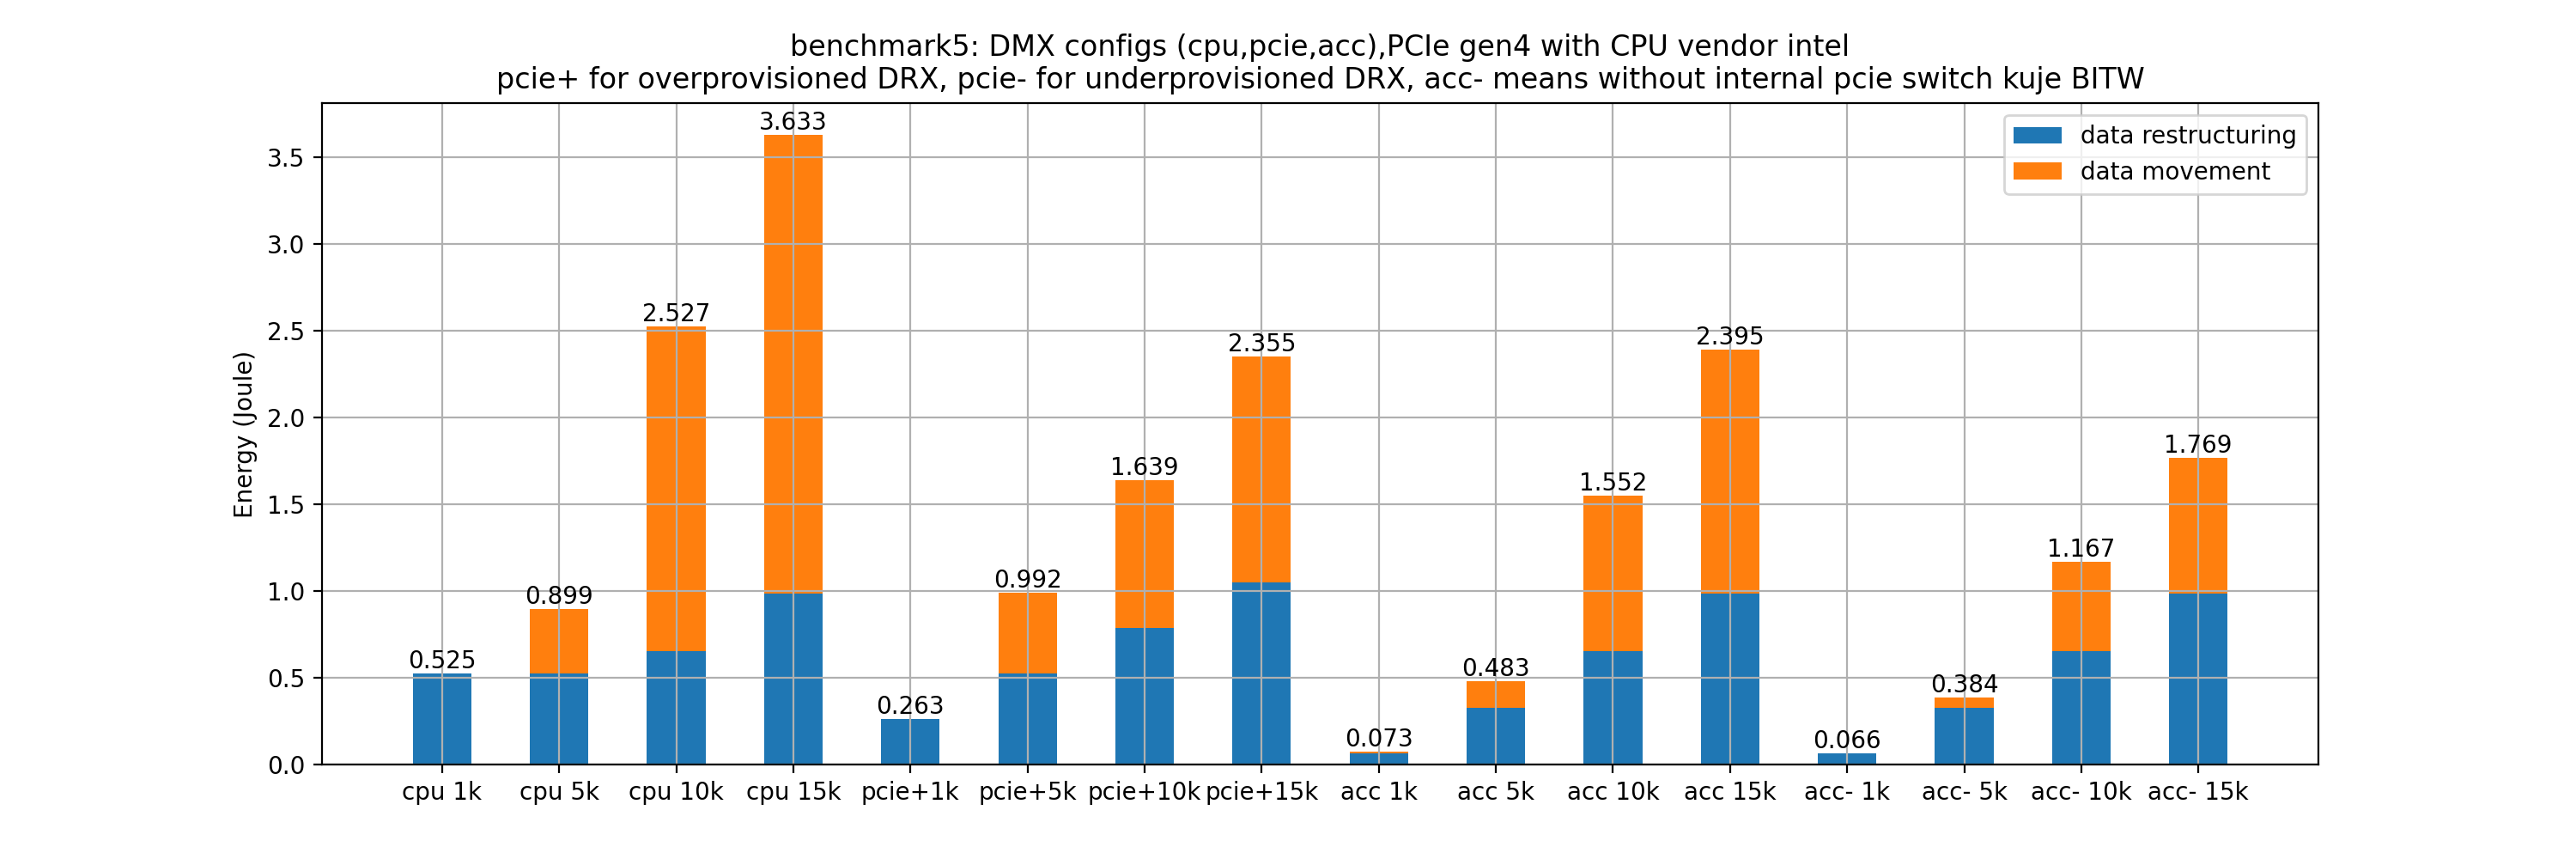 benchmark5: DMX configs (cpu,pcie,acc),PCIe gen4 with CPU vendor intel
pcie+ for overprovisioned DRX, pcie- for underprovisioned DRX, acc- means without internal pcie switch kuje BITW
data restructuring
data movement
Energy (Joule)
3.5
3.0
2.5
2.0
1.5
1.0
0.5
0.0
0.525
0.899
2.527
3.633
0.263
0.992
1.639
2.355
0.073
0.483
1.552
2.395
0.066
0.384
1.167
1.769
cpu 1k
cpu 5k
cpu 10k
cpu 15k
pcie+1k
pcie+5k
pcie+10k
pcie+15k
acc 1k
acc 5k
acc 10k
acc 15k
acc- 1k
acc- 5k
acc- 10k
acc- 15k